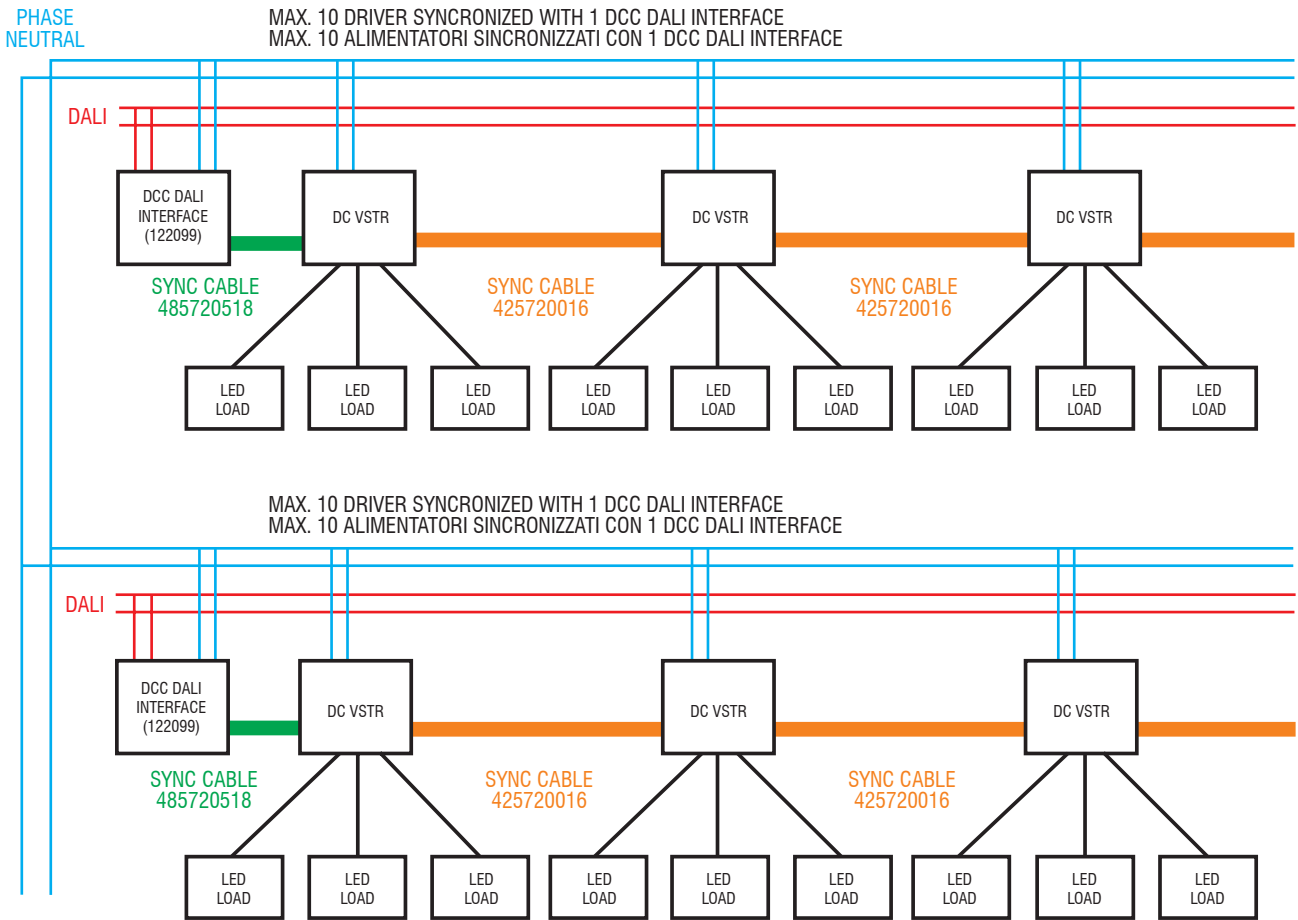 PHASE
NEUTRAL
MAX. 10 DRIVER SYNCRONIZED WITH 1 DCC DALI INTERFACE
MAX. 10 ALIMENTATORI SINCRONIZZATI CON 1 DCC DALI INTERFACE
DALI
DCC DALI
INTERFACE
(122099)
DC VSTR
DC VSTR
DC VSTR
SYNC CABLE
485720518
SYNC CABLE
425720016
SYNC CABLE
425720016
LED
LOAD
LED
LOAD
LED
LOAD
LED
LOAD
LED
LOAD
LED
LOAD
LED
LOAD
LED
LOAD
LED
LOAD
MAX. 10 DRIVER SYNCRONIZED WITH 1 DCC DALI INTERFACE
MAX. 10 ALIMENTATORI SINCRONIZZATI CON 1 DCC DALI INTERFACE
DALI
DCC DALI
INTERFACE
(122099)
DC VSTR
DC VSTR
DC VSTR
SYNC CABLE
485720518
SYNC CABLE
425720016
SYNC CABLE
425720016
LED
LOAD
LED
LOAD
LED
LOAD
LED
LOAD
LED
LOAD
LED
LOAD
LED
LOAD
LED
LOAD
LED
LOAD